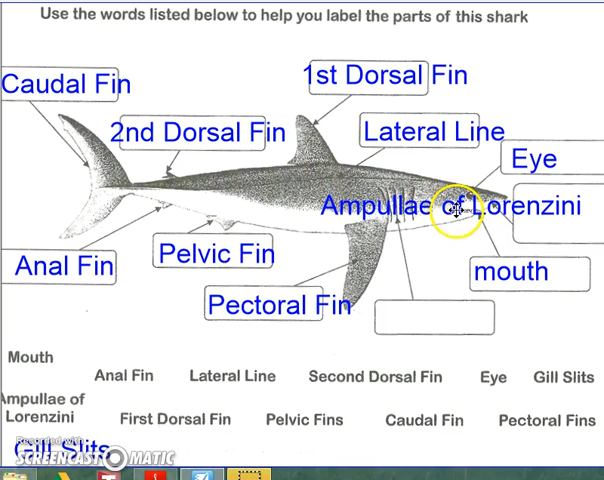 Use the words listed below to help you label the parts of this shark
1st Dorsal Fin
Caudal Fin
2nd Dorsal Fin
Lateral Line
Eye
Ampullae of Lorenzini
Pelvic Fin
Anal Fin
mouth
Pectoral Fin
Mouth
Anal Fin Lateral Line Second Dorsal Fin Eye Gill Slits
Ampullae of
Lorenzini First Dorsal Fin Pelvic Fins Caudal Fin Pectoral Fins
Recorded with
Gill Slits
SCREENCAST-O-MATIC